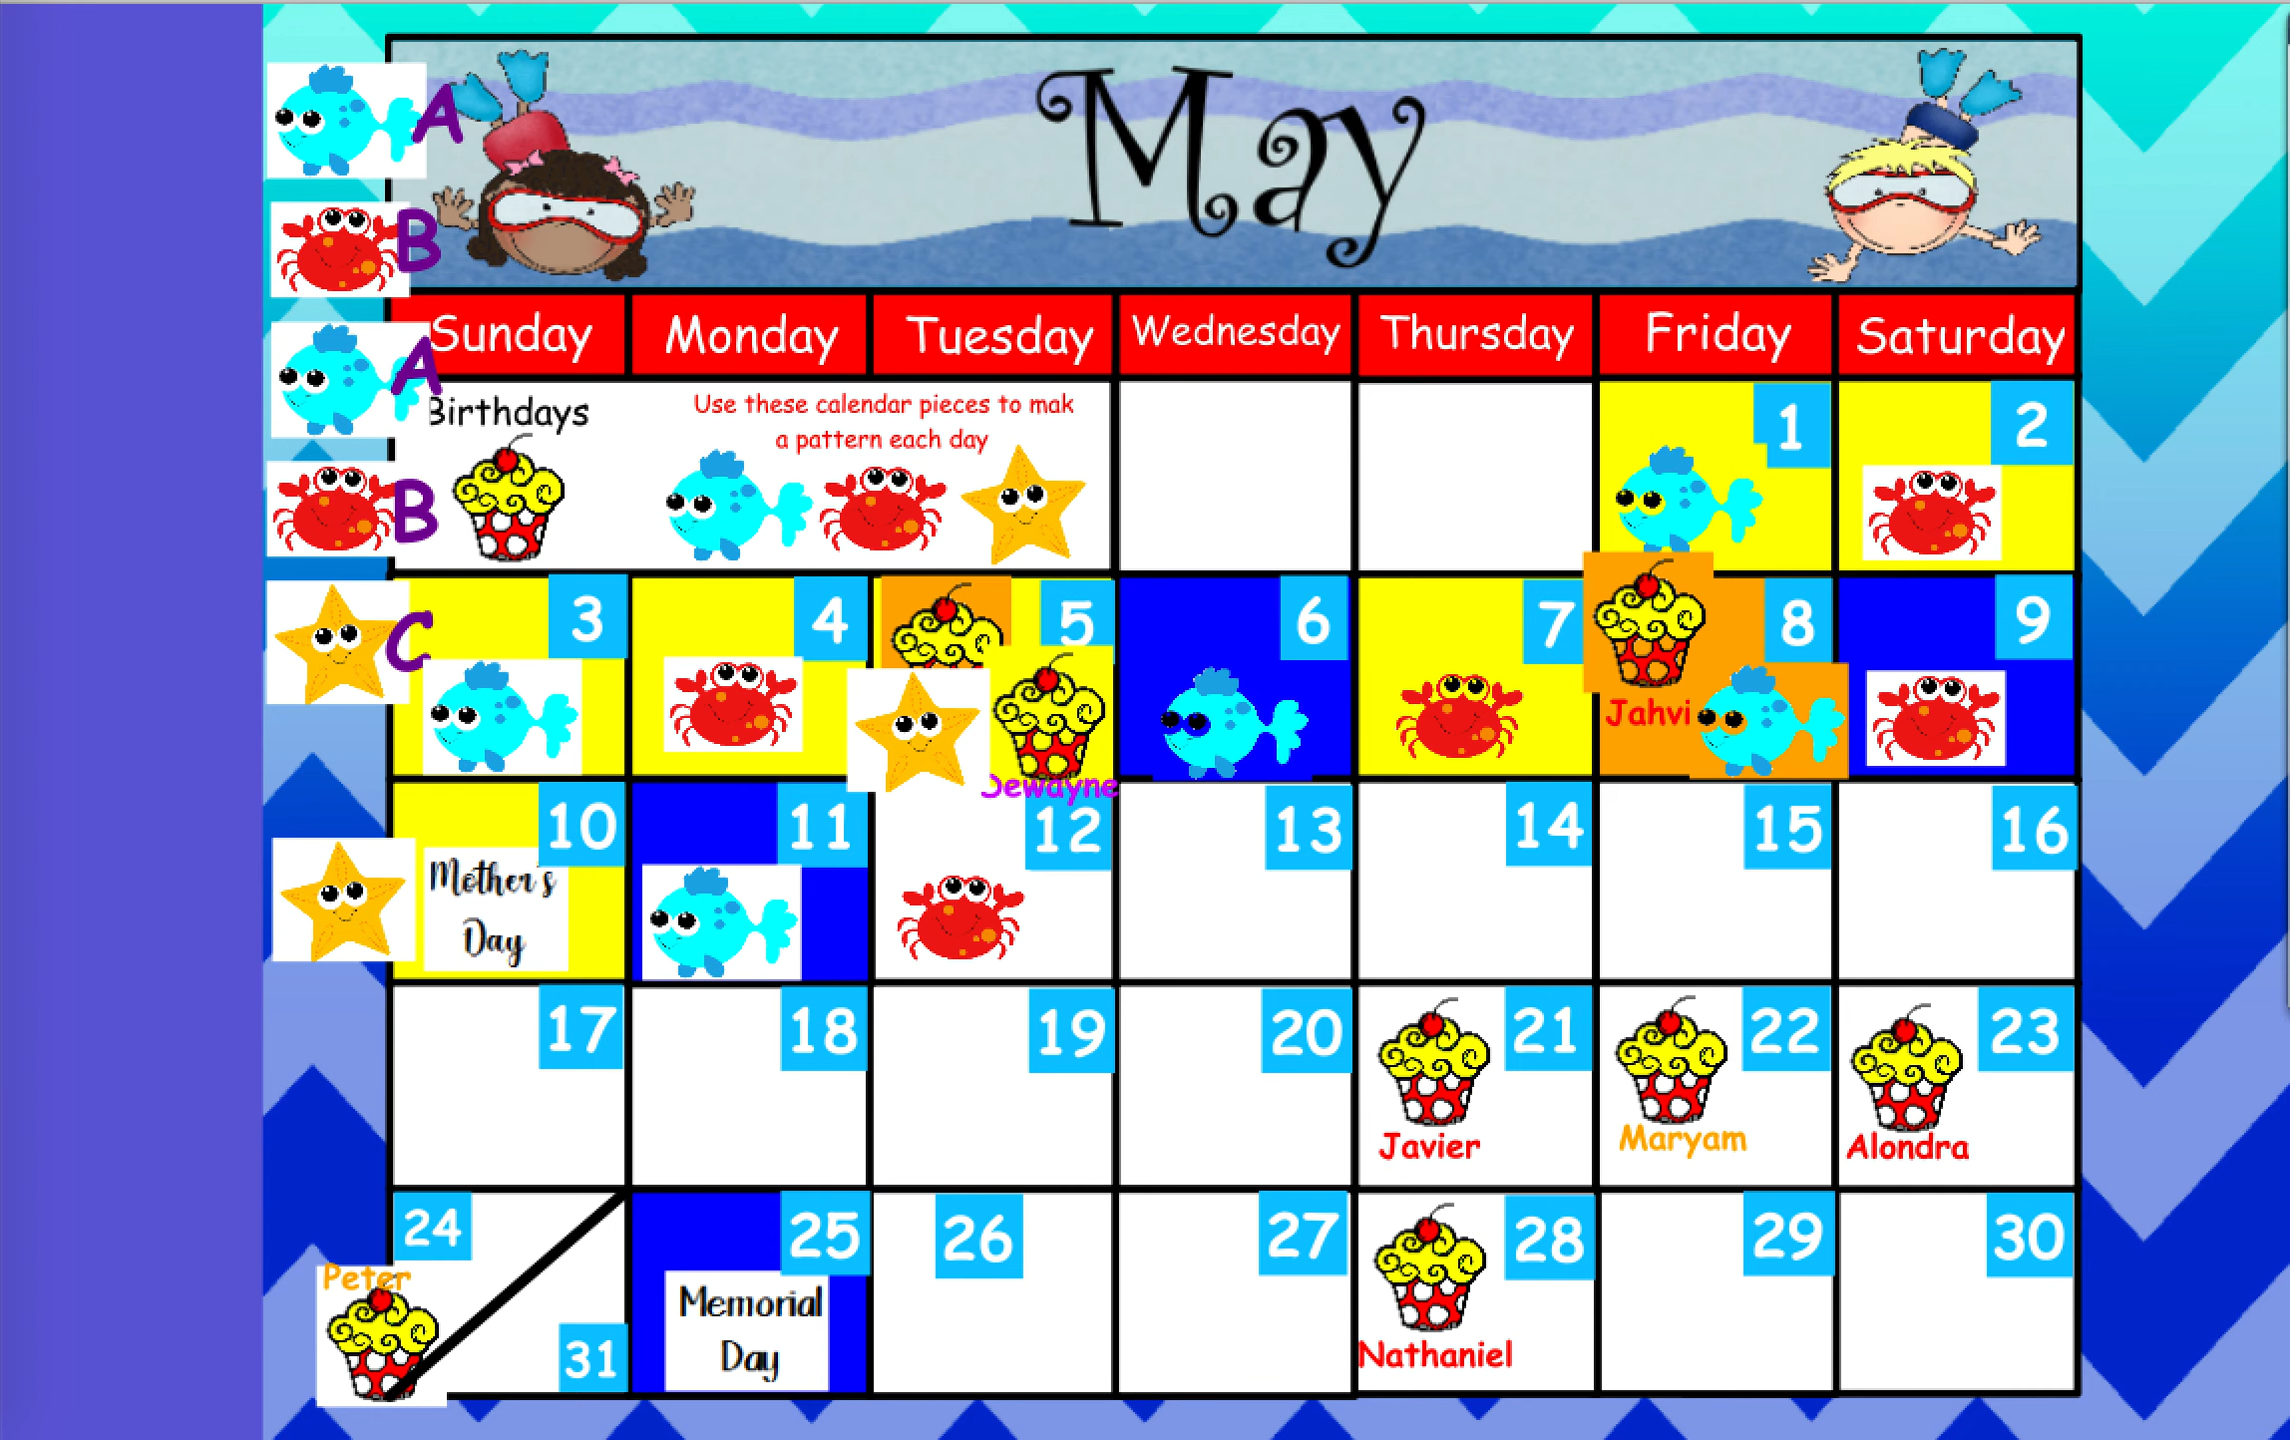 May
A
B
A
B
C
Sunday Monday Tuesday Wednesday Thursday Friday Saturday
Birthdays
Use these calendar pieces to mak
a pattern each day
1 2
3 4 5 6 7 8 9
Jahvi
Dewayne
10 11 12 13 14 15 16
Mother's
Day
17 18 19 20 21 22 23
Javier Maryam Alondra
24 25 26 27 28 29 30
Peter
31
Memorial
Day
Nathaniel